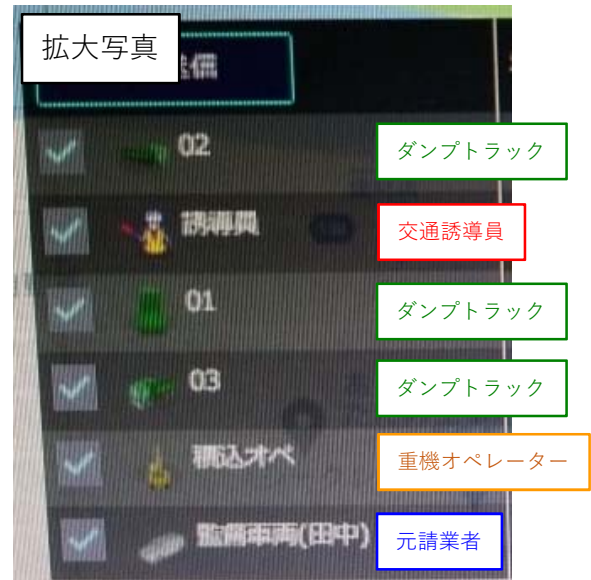 拡大写真
02
ダンプトラック
誘導員
交通誘導員
01
ダンプトラック
03
ダンプトラック
積込オペ
重機オペレーター
監督車両(田中)
元請業者